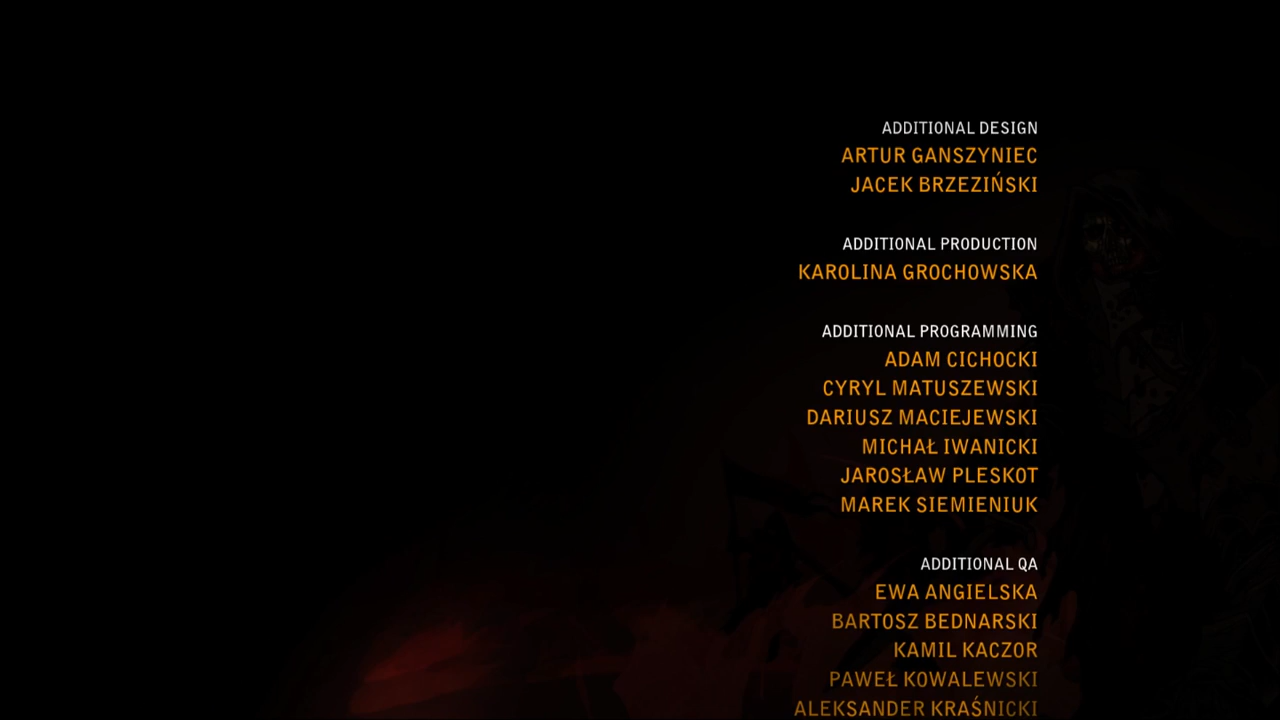 ADDITIONAL DESIGN
ARTUR GANSZYNIEC
JACEK BRZEZIŃSKI
ADDITIONAL PRODUCTION
KAROLINA GROCHOWSKA
ADDITIONAL PROGRAMMING
ADAM CICHOCKI
CYRYL MATUSZEWSKI
DARIUSZ MACIEJEWSKI
MICHAŁ IWANICKI
JAROSŁAW PLESKOT
MAREK SIEMIENIUK
ADDITIONAL QA
EWA ANGIELSKA
BARTOSZ BEDNARSKI
KAMIL KACZOR
PAWEŁ KOWALEWSKI
ALEKSANDER KRAŚNICKI